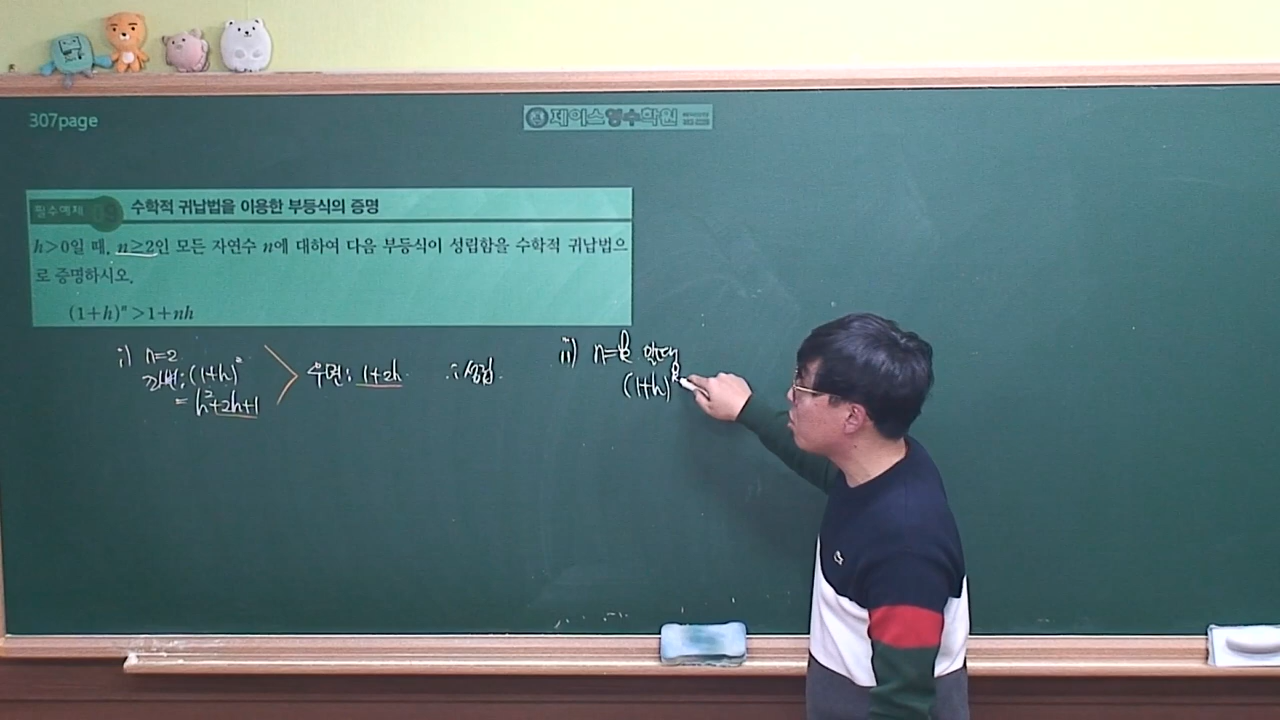 307page
제이스영수학원
필수예제 09 수학적 귀납법을 이용한 부등식의 증명
h>0일 때, n≥2인 모든 자연수 n에 대하여 다음 부등식이 성립함을 수학적 귀납법으
로 증명하시오.
(1+h)ⁿ>1+nh
i) n=2
좌변: (1+h)²
= h²+2h+1
우변: 1+2h
∴ 성립.
ii) n=k 일때
(1+h)ᵏ